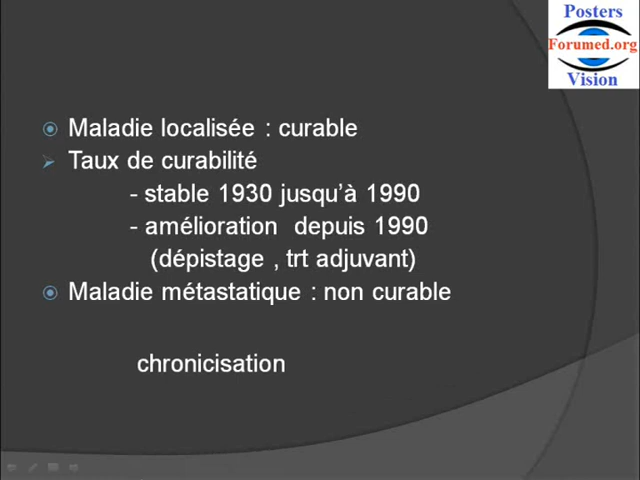 Posters
Forumed.org
Vision
Maladie localisée : curable
Taux de curabilité
- stable 1930 jusqu'à 1990
- amélioration depuis 1990
(dépistage , trt adjuvant)
Maladie métastatique : non curable
chronicisation